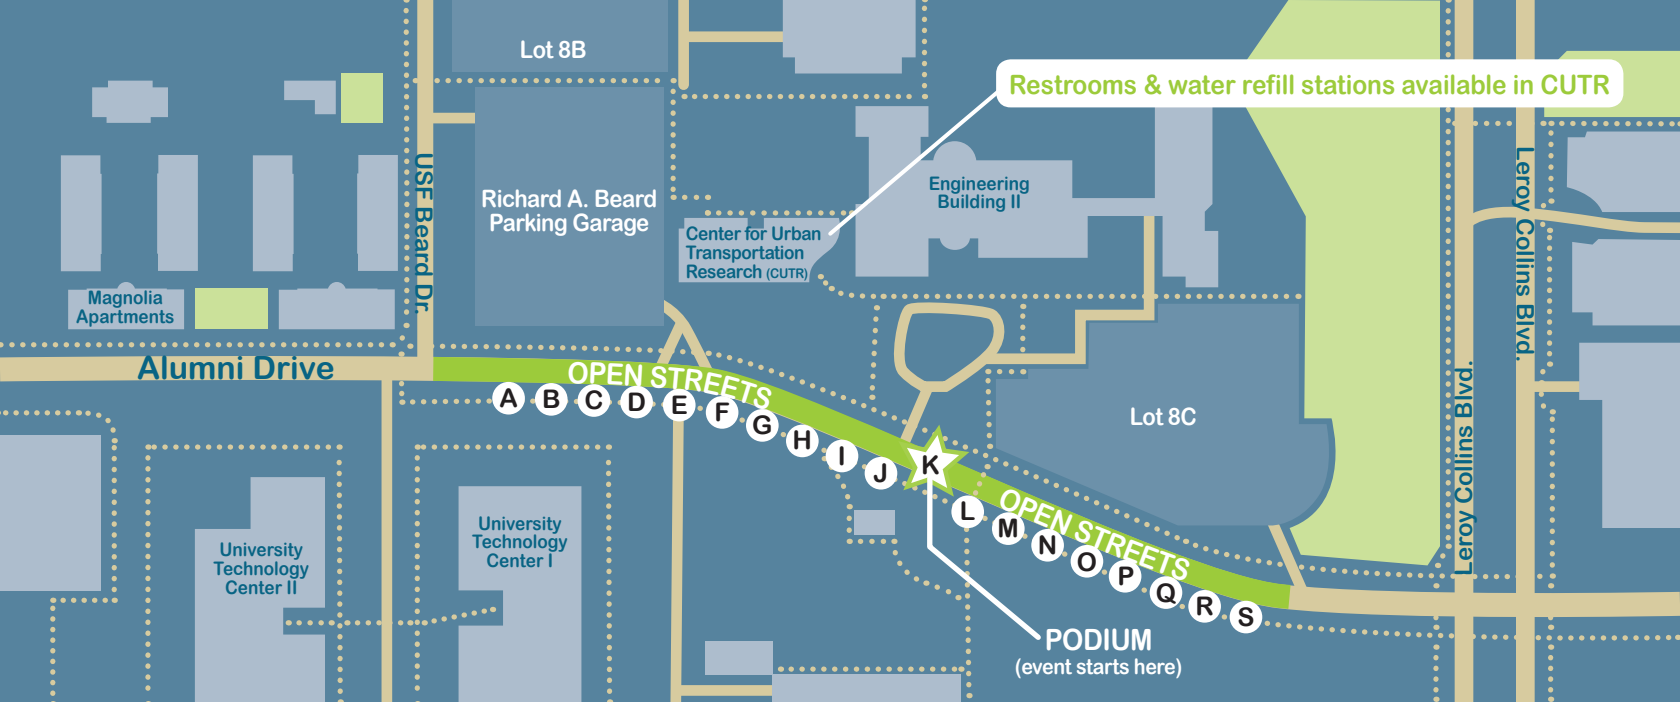 Lot 8B
Restrooms & water refill stations available in CUTR
USF Beard Dr.
Richard A. Beard
Parking Garage
Engineering
Building II
Center for Urban
Transportation
Research (CUTR)
Leroy Collins Blvd.
Leroy Collins Blvd.
Magnolia
Apartments
Alumni Drive
OPEN STREETS
A
B
C
D
E
F
G
H
I
J
K
L
M
N
O
P
Q
R
S
Lot 8C
OPEN STREETS
University
Technology
Center II
University
Technology
Center I
PODIUM
(event starts here)